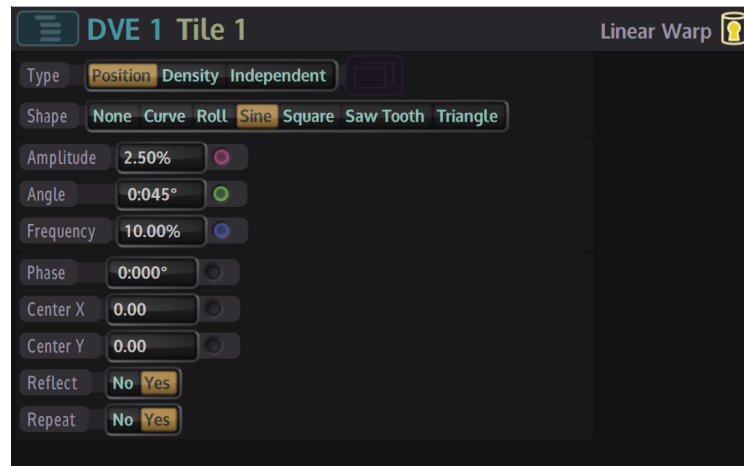 DVE 1 Tile 1 Linear Warp
Type Position Density Independent
Shape None Curve Roll Sine Square Saw Tooth Triangle
Amplitude 2.50%
Angle 0:045°
Frequency 10.00%
Phase 0:000°
Center X 0.00
Center Y 0.00
Reflect No Yes
Repeat No Yes